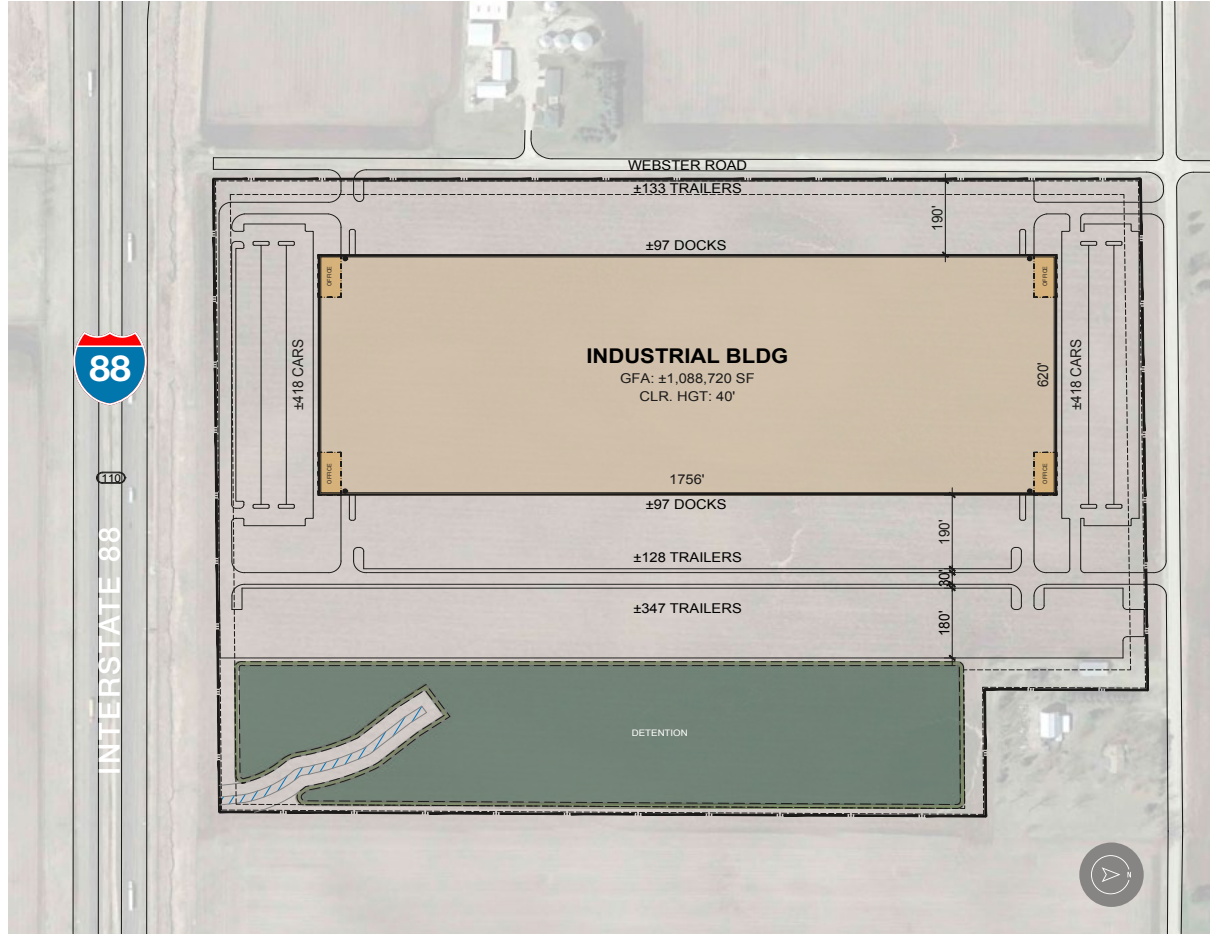 WEBSTER ROAD
±133 TRAILERS
190'
±97 DOCKS
OFFICE
OFFICE
88
±418 CARS
INDUSTRIAL BLDG
GFA: ±1,088,720 SF
CLR. HGT: 40'
620'
±418 CARS
OFFICE
1756'
OFFICE
110
±97 DOCKS
INTERSTATE 88
190'
±128 TRAILERS
30'
±347 TRAILERS
180'
DETENTION
N